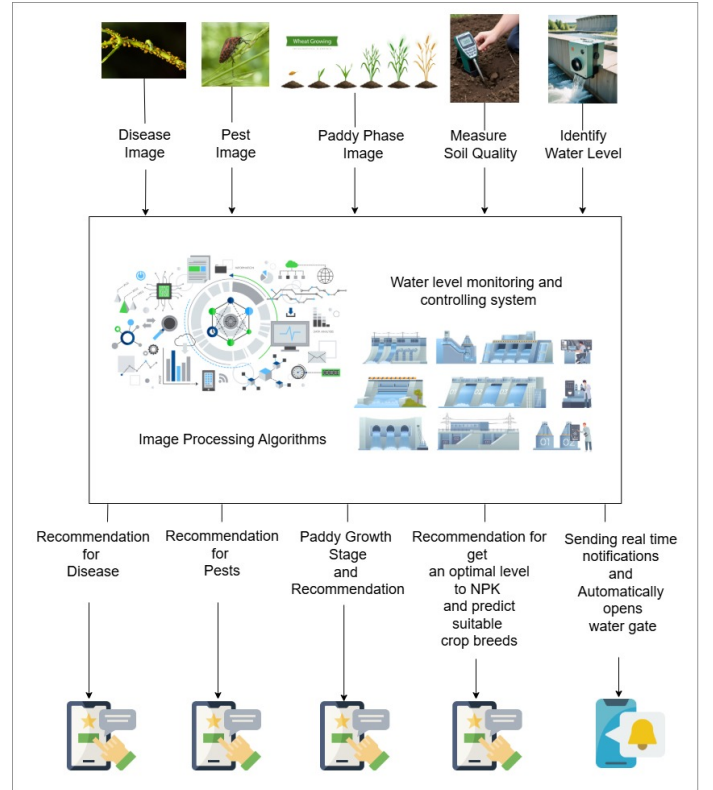 Wheat Growing
Disease
Image
Pest
Image
Paddy Phase
Image
Measure
Soil Quality
Identify
Water Level
Water level monitoring and
controlling system
Image Processing Algorithms
01 02
Recommendation
for
Disease
Recommendation
for
Pests
Paddy Growth
Stage
and
Recommendation
Recommendation for
get
an optimal level
to NPK
and predict
suitable
crop breeds
Sending real time
notifications
and
Automatically
opens
water gate